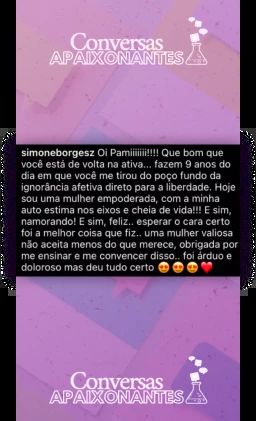 Conversas
APAIXONANTES
simoneborgesz Oi Pamiiiiiii!!!! Que bom que
você está de volta na ativa... fazem 9 anos do
dia em que você me tirou do poço fundo da
ignorância afetiva direto para a liberdade. Hoje
sou uma mulher empoderada, com a minha
auto estima nos eixos e cheia de vida!!! E sim,
namorando! E sim, feliz.. esperar o cara certo
foi a melhor coisa que fiz.. uma mulher valiosa
não aceita menos do que merece, obrigada por
me ensinar e me convencer disso.. foi árduo e
doloroso mas deu tudo certo 😍😍😍❤️
Conversas
APAIXONANTES